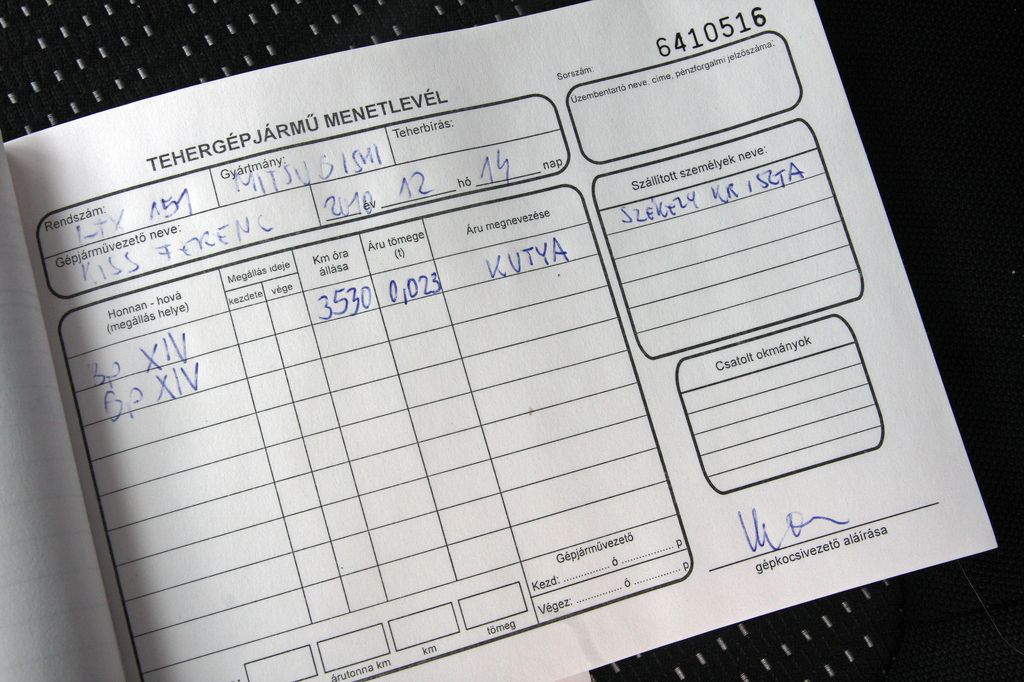 6410516
Sorszám:
TEHERGÉPJÁRMŰ MENETLEVÉL
Üzembentartó neve, címe, pénzforgalmi jelzőszáma:
Rendszám:
LTX 151
Gyártmány:
MITSUBISHI
Teherbírás:
Gépjárművezető neve:
KISS FERENC
2010 év 12 hó 14 nap
Szállított személyek neve:
SZÉKELY KRISZTA
Honnan - hová
(megállás helye)
Megállás ideje
kezdete vége
Km óra
állása
Áru tömege
(t)
Áru megnevezése
3530 0,023 KUTYA
Bp XIV
Bp XIV
Csatolt okmányok
gépkocsivezető aláírása
Gépjárművezető
Kezd: ................ ó .................. p
Végez: ................ ó .................. p
árutonna km
km
tömeg